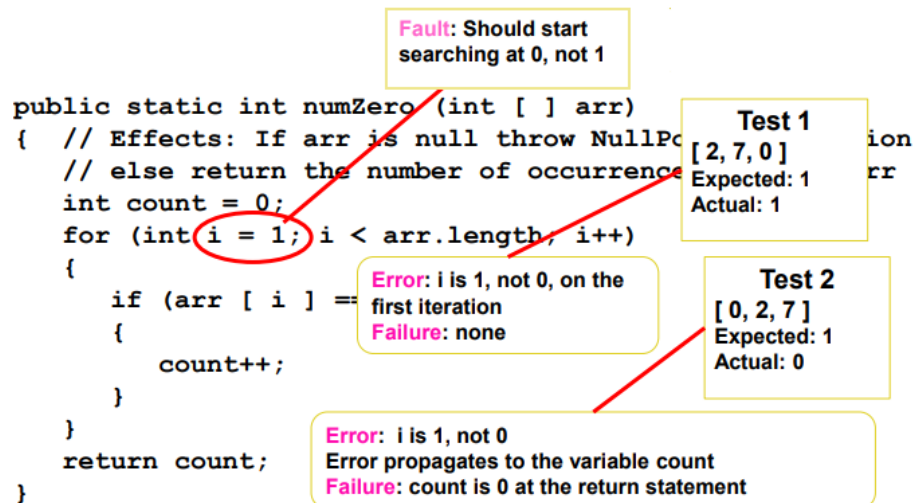 Fault: Should start
searching at 0, not 1
public static int numZero (int [ ] arr)
{ // Effects: If arr is null throw NullPo
ion
// else return the number of occurrence
rr
int count = 0;
for (int i = 1; i < arr.length; i++)
{
if (arr [ i ] ==
{
count++;
}
}
return count;
}
Test 1
[ 2, 7, 0 ]
Expected: 1
Actual: 1
Error: i is 1, not 0, on the
first iteration
Failure: none
Test 2
[ 0, 2, 7 ]
Expected: 1
Actual: 0
Error: i is 1, not 0
Error propagates to the variable count
Failure: count is 0 at the return statement